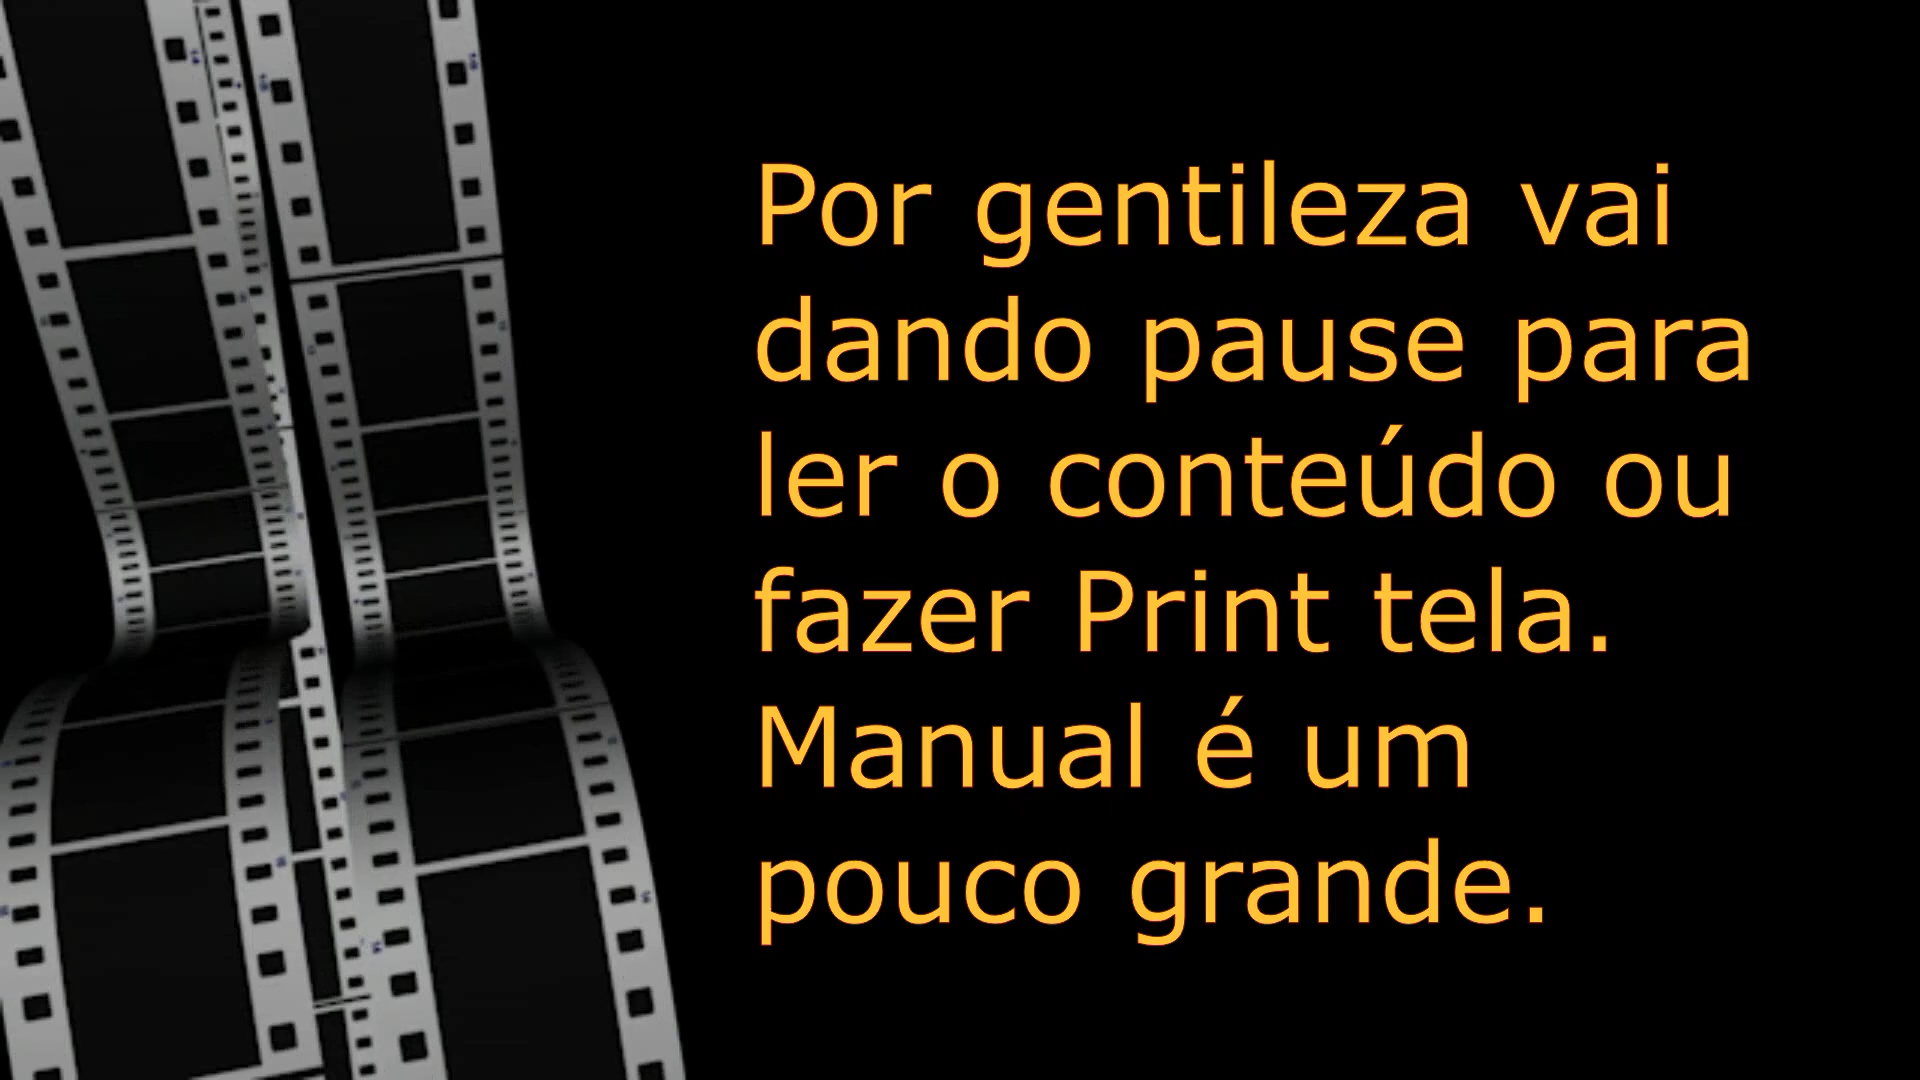 Por gentileza vai
dando pause para
ler o conteúdo ou
fazer Print tela.
Manual é um
pouco grande.